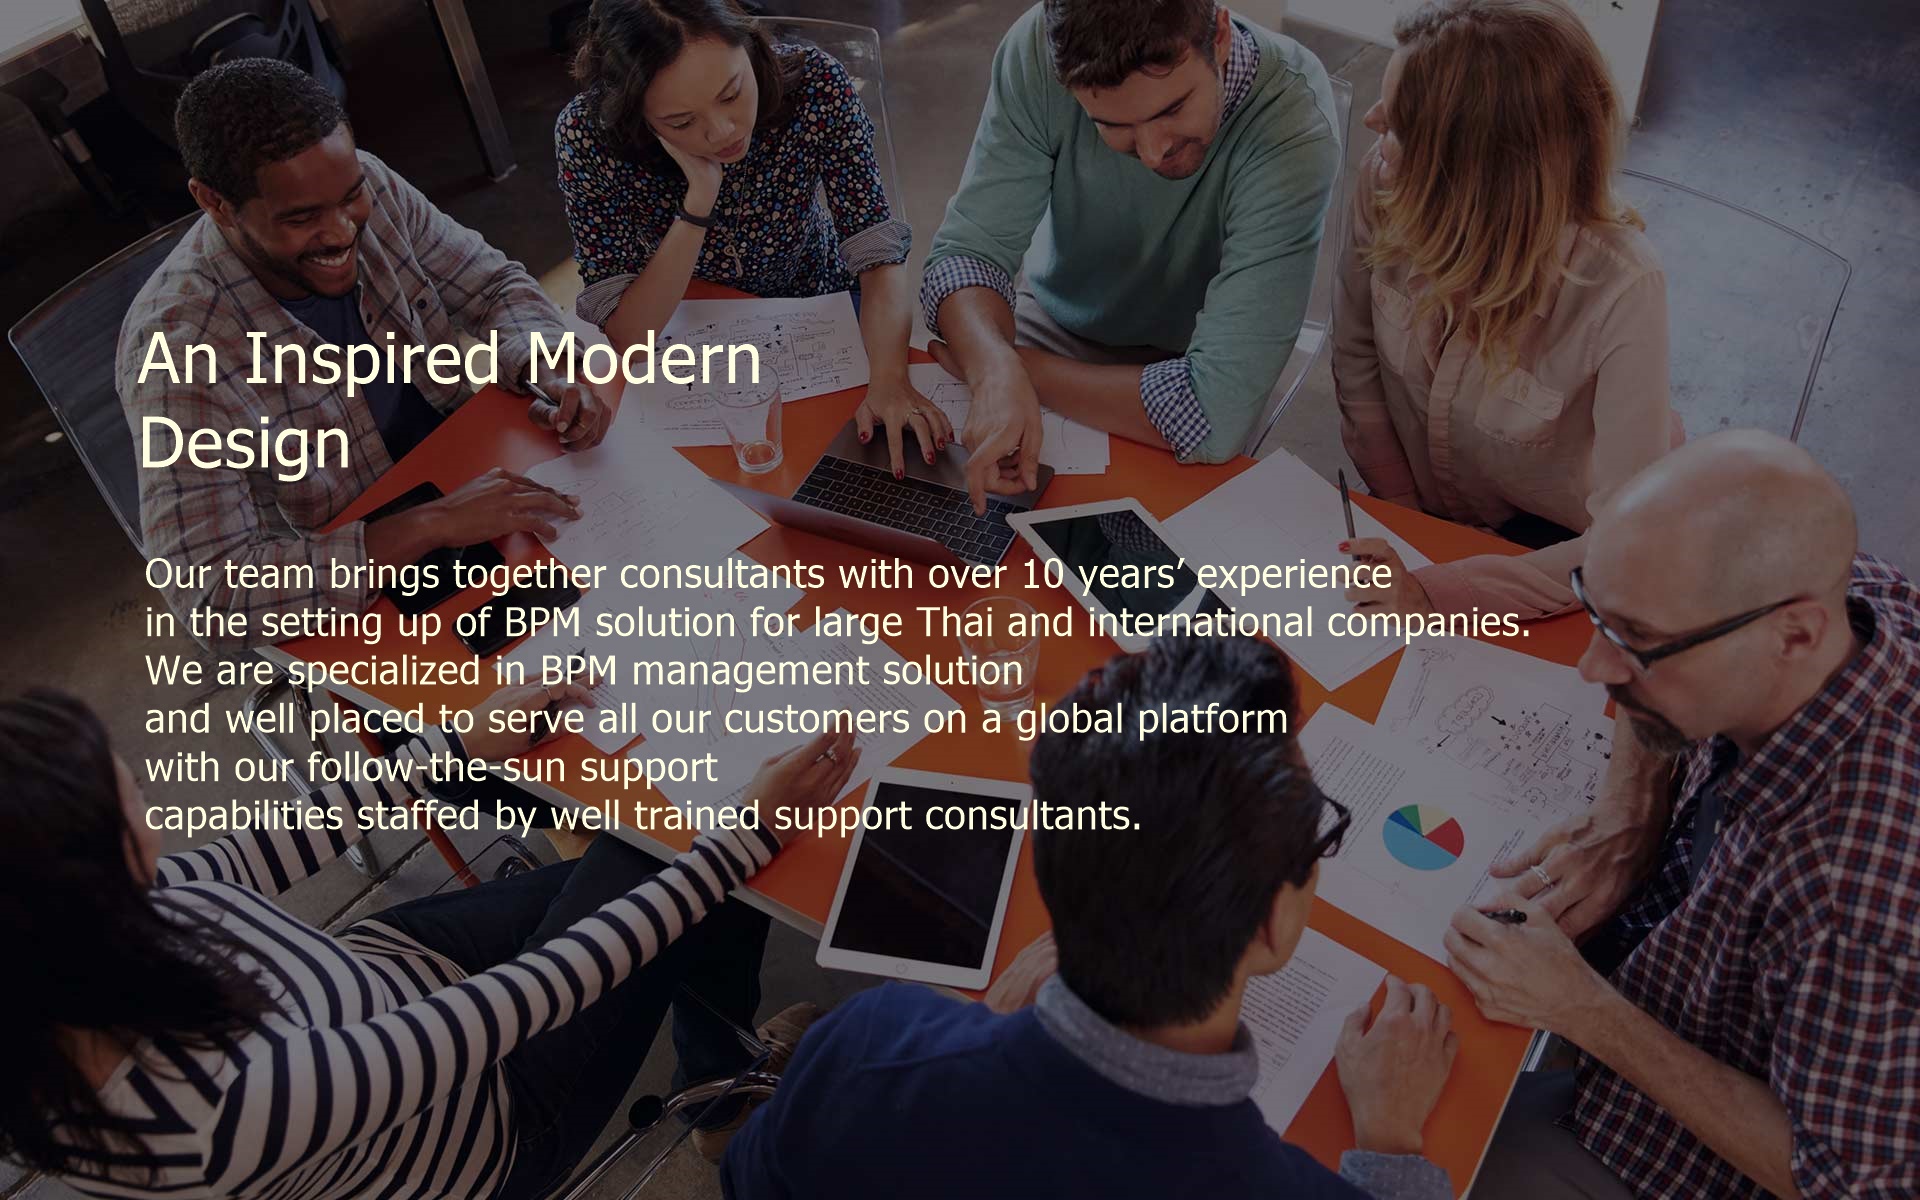 An Inspired Modern
Design
Our team brings together consultants with over 10 years’ experience
in the setting up of BPM solution for large Thai and international companies.
We are specialized in BPM management solution
and well placed to serve all our customers on a global platform
with our follow-the-sun support
capabilities staffed by well trained support consultants.